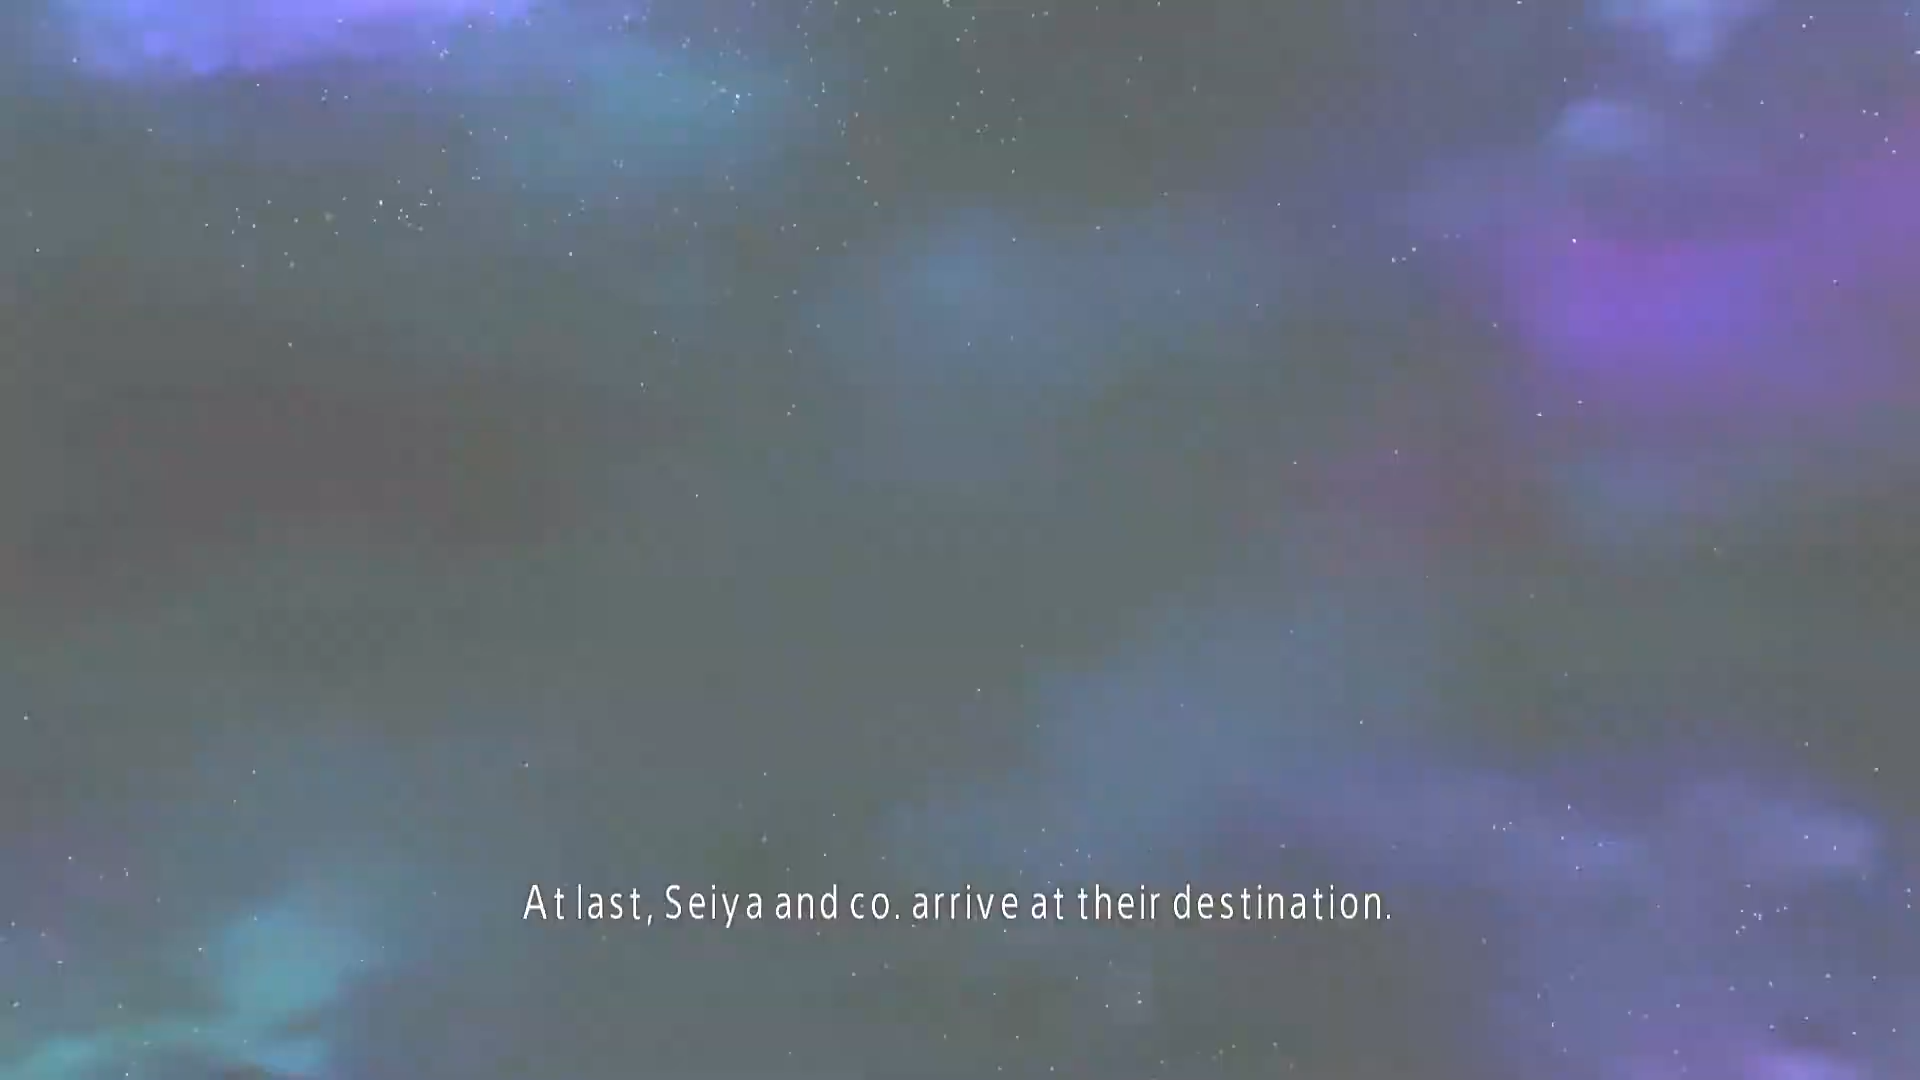 At last, Seiya and co. arrive at their destination.